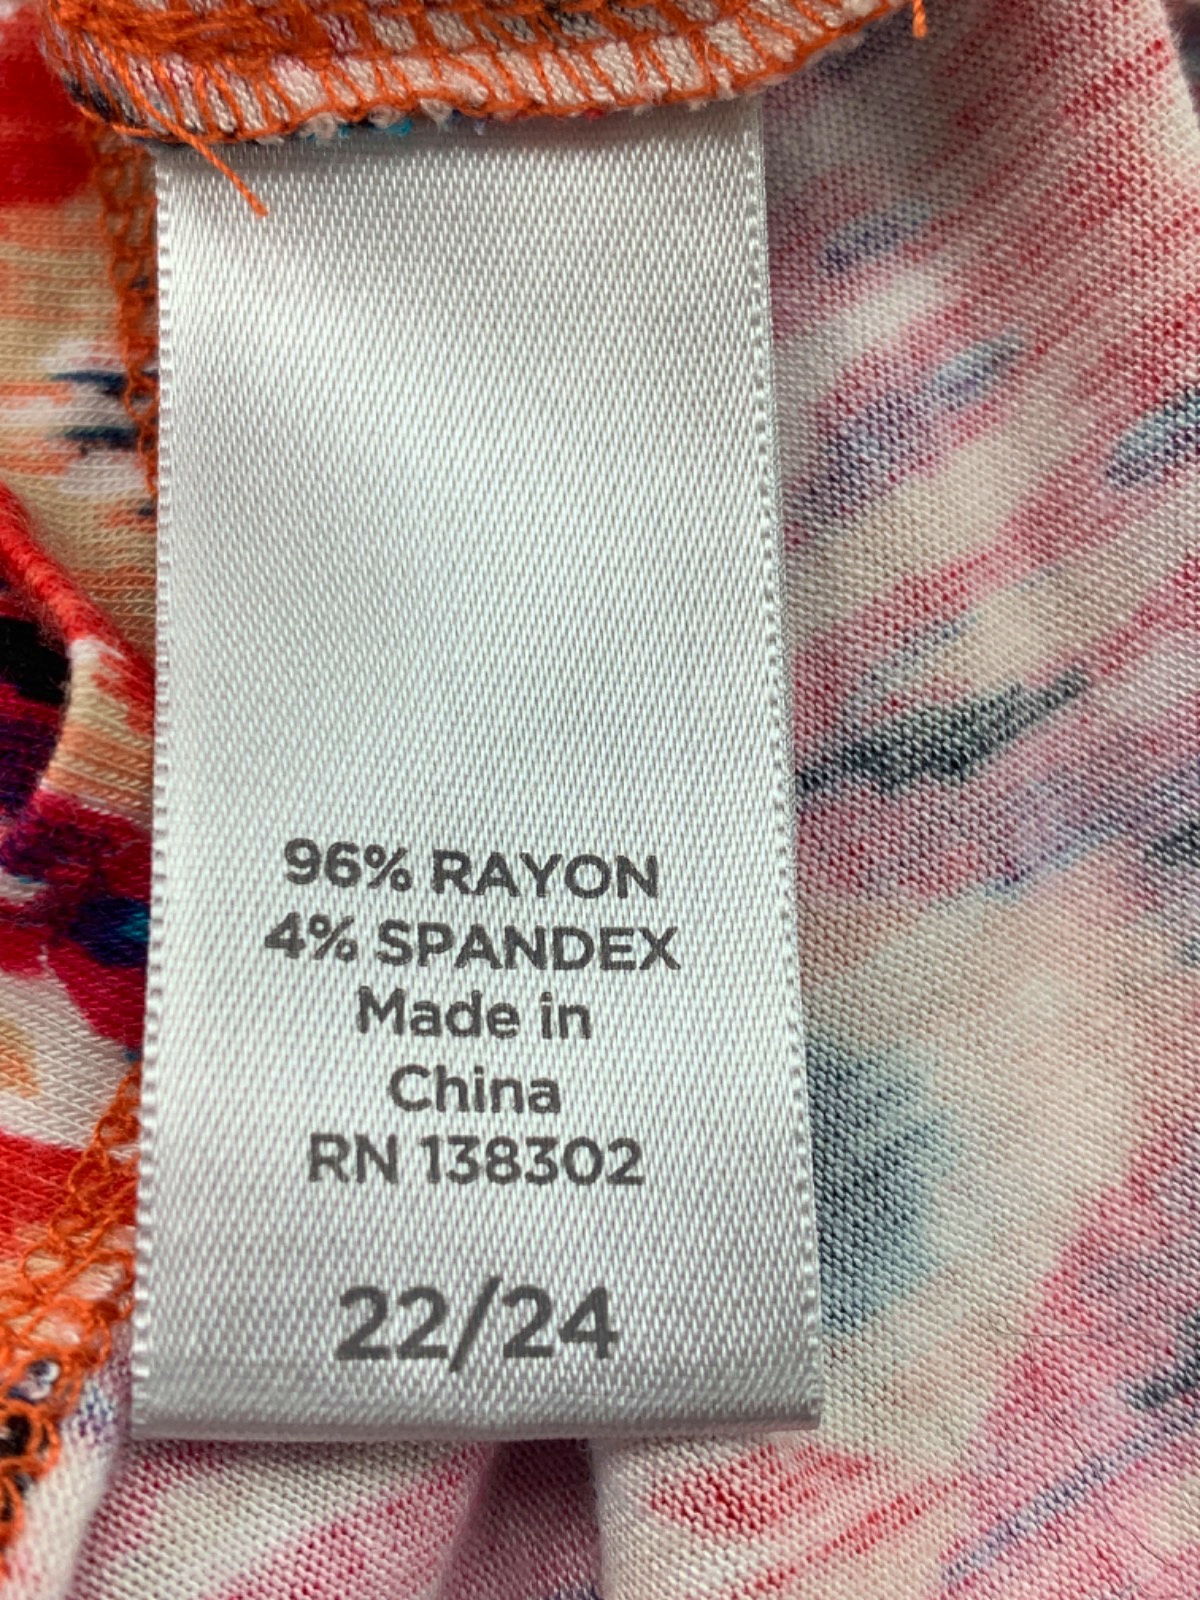 96% RAYON
4% SPANDEX
Made in
China
RN 138302
22/24